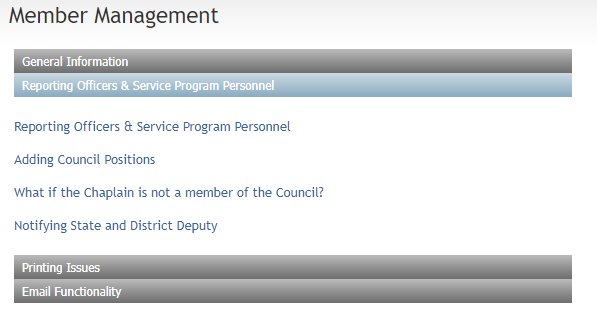 Member Management
General Information
Reporting Officers & Service Program Personnel
Reporting Officers & Service Program Personnel
Adding Council Positions
What if the Chaplain is not a member of the Council?
Notifying State and District Deputy
Printing Issues
Email Functionality